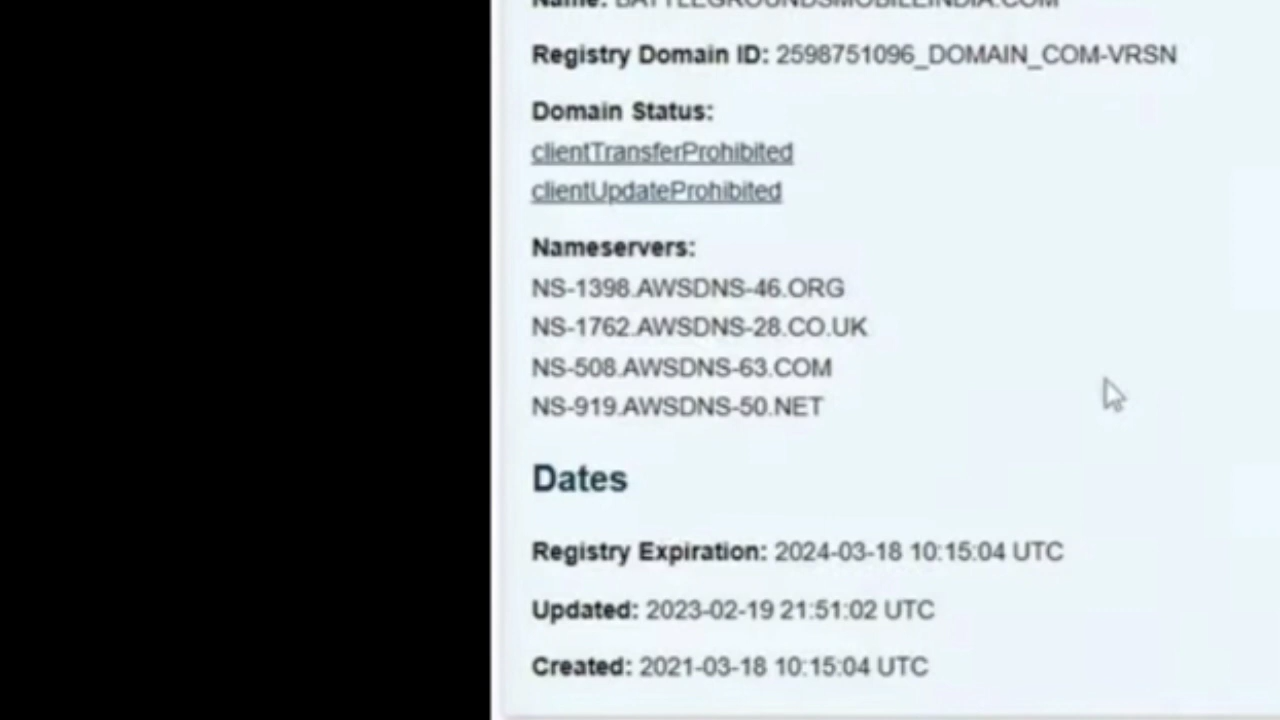 Name: BATTLEGROUNDSMOBILEINDIA.COM
Registry Domain ID: 2598751096_DOMAIN_COM-VRSN
Domain Status:
clientTransferProhibited
clientUpdateProhibited
Nameservers:
NS-1398.AWSDNS-46.ORG
NS-1762.AWSDNS-28.CO.UK
NS-508.AWSDNS-63.COM
NS-919.AWSDNS-50.NET
Dates
Registry Expiration: 2024-03-18 10:15:04 UTC
Updated: 2023-02-19 21:51:02 UTC
Created: 2021-03-18 10:15:04 UTC